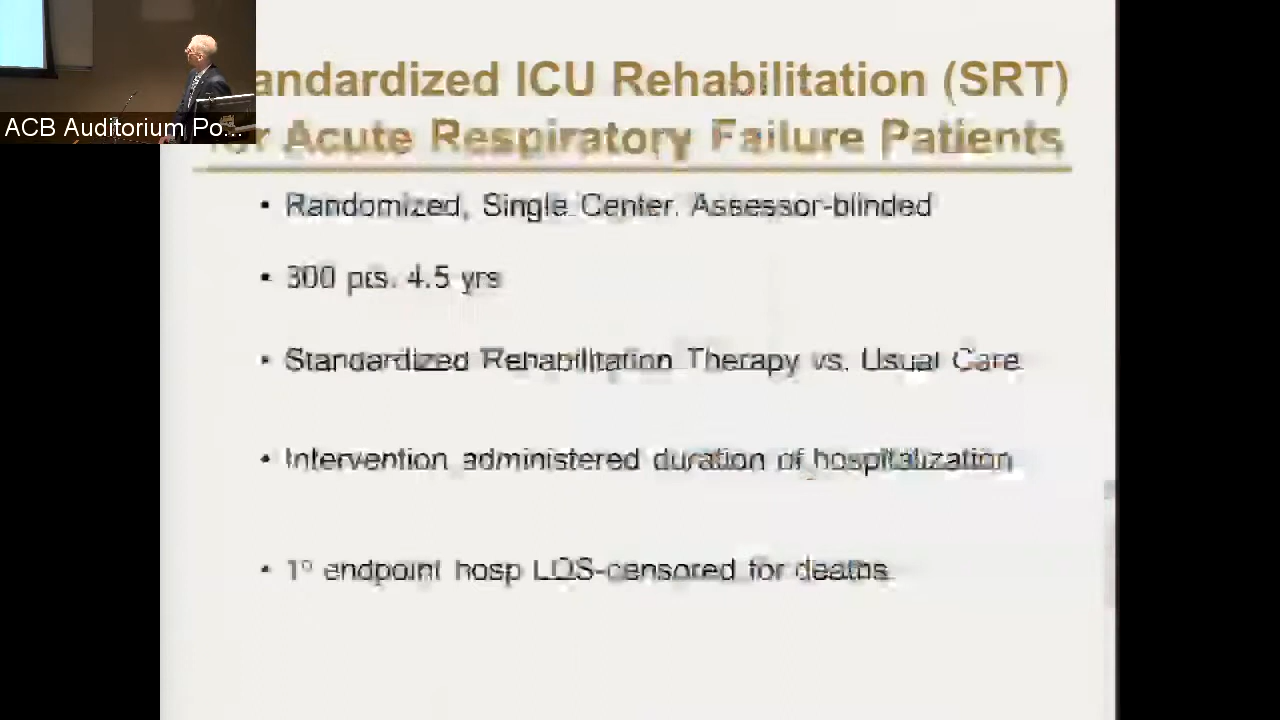 andardized ICU Rehabilitation (SRT)
r Acute Respiratory Failure Patients
ACB Auditorium Po...
• Randomized, Single Center. Assessor-blinded
• 300 pts. 4.5 yrs
• Standardized Rehabilitation Therapy vs. Usual Care
• Intervention administered duration of hospitalization
• 1° endpoint hosp LOS-censored for deaths